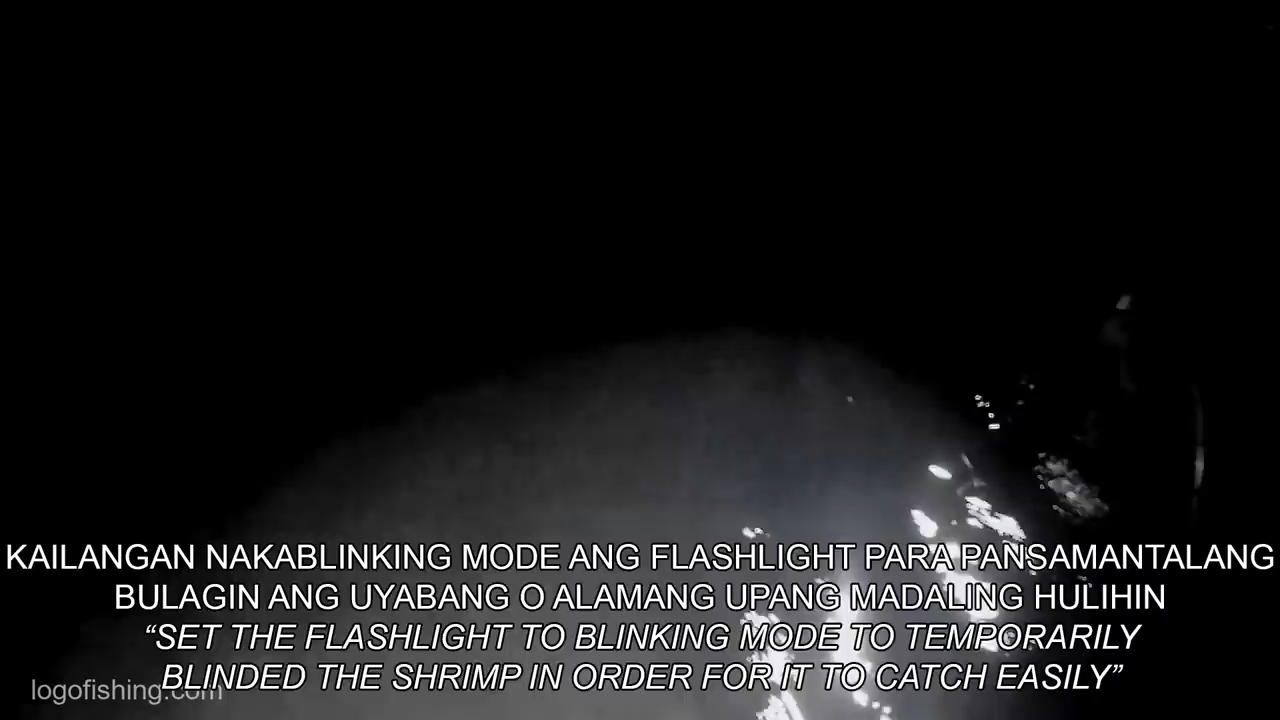 KAILANGAN NAKABLINKING MODE ANG FLASHLIGHT PARA PANSAMANTALANG
BULAGIN ANG UYABANG O ALAMANG UPANG MADALING HULIHIN
“SET THE FLASHLIGHT TO BLINKING MODE TO TEMPORARILY
BLINDED THE SHRIMP IN ORDER FOR IT TO CATCH EASILY”
logofishing.com